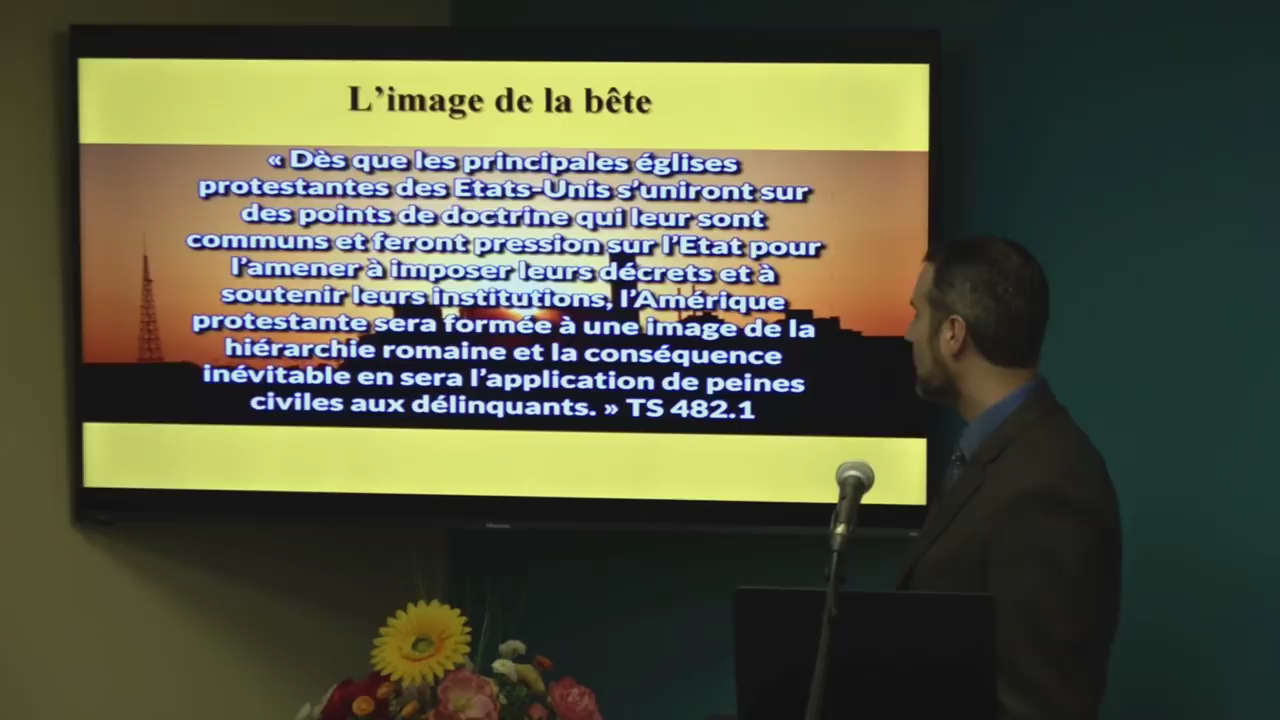 L'image de la bête
« Dès que les principales églises
protestantes des Etats-Unis s'uniront sur
des points de doctrine qui leur sont
communs et feront pression sur l'Etat pour
l'amener à imposer leurs décrets et à
soutenir leurs institutions, l'Amérique
protestante sera formée à une image de la
hiérarchie romaine et la conséquence
inévitable en sera l'application de peines
civiles aux délinquants. » TS 482.1